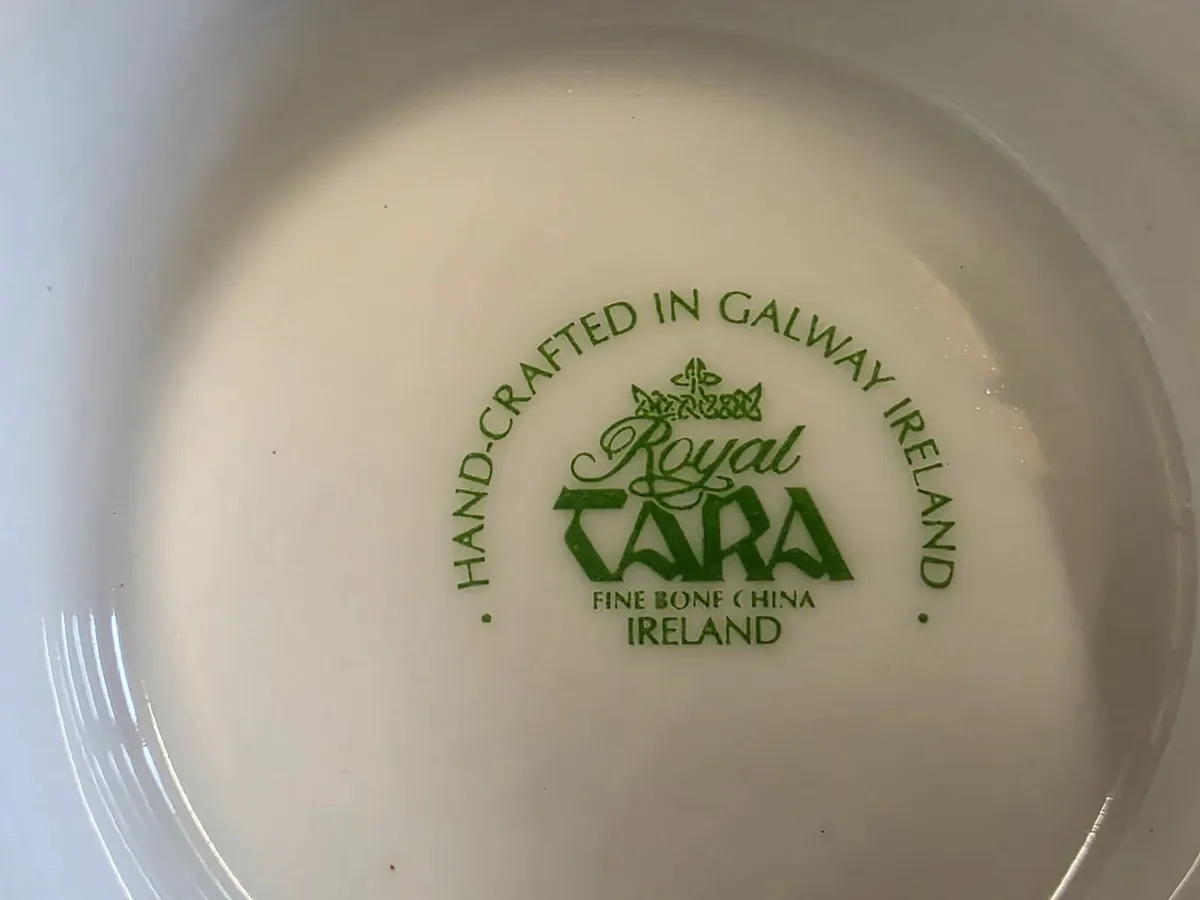 · HAND-CRAFTED IN GALWAY IRELAND ·
Royal
TARA
FINE BONE CHINA
IRELAND